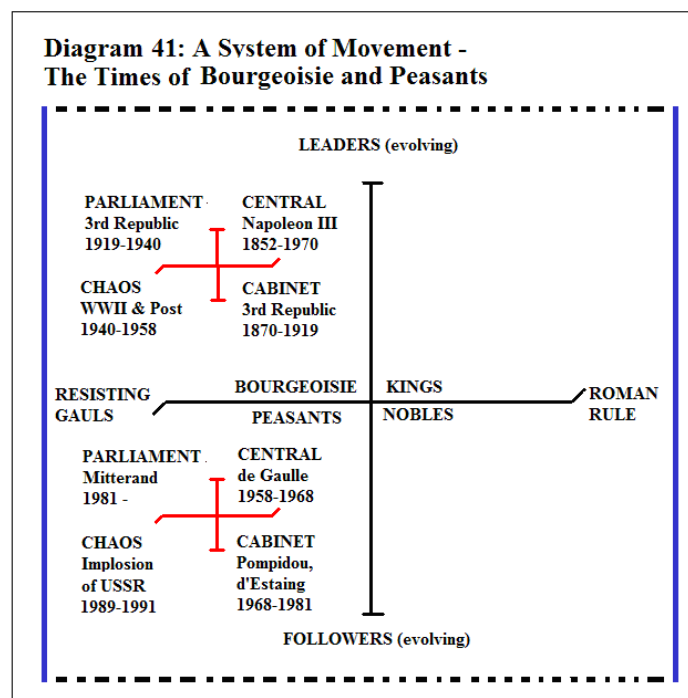 Diagram 41: A System of Movement -
The Times of Bourgeoisie and Peasants
LEADERS (evolving)
PARLIAMENT
3rd Republic
1919-1940
CENTRAL
Napoleon III
1852-1970
CHAOS
WWII & Post
1940-1958
CABINET
3rd Republic
1870-1919
RESISTING
GAULS
BOURGEOISIE
KINGS
PEASANTS
NOBLES
ROMAN
RULE
PARLIAMENT
Mitterand
1981 -
CENTRAL
de Gaulle
1958-1968
CHAOS
Implosion
of USSR
1989-1991
CABINET
Pompidou,
d'Estaing
1968-1981
FOLLOWERS (evolving)